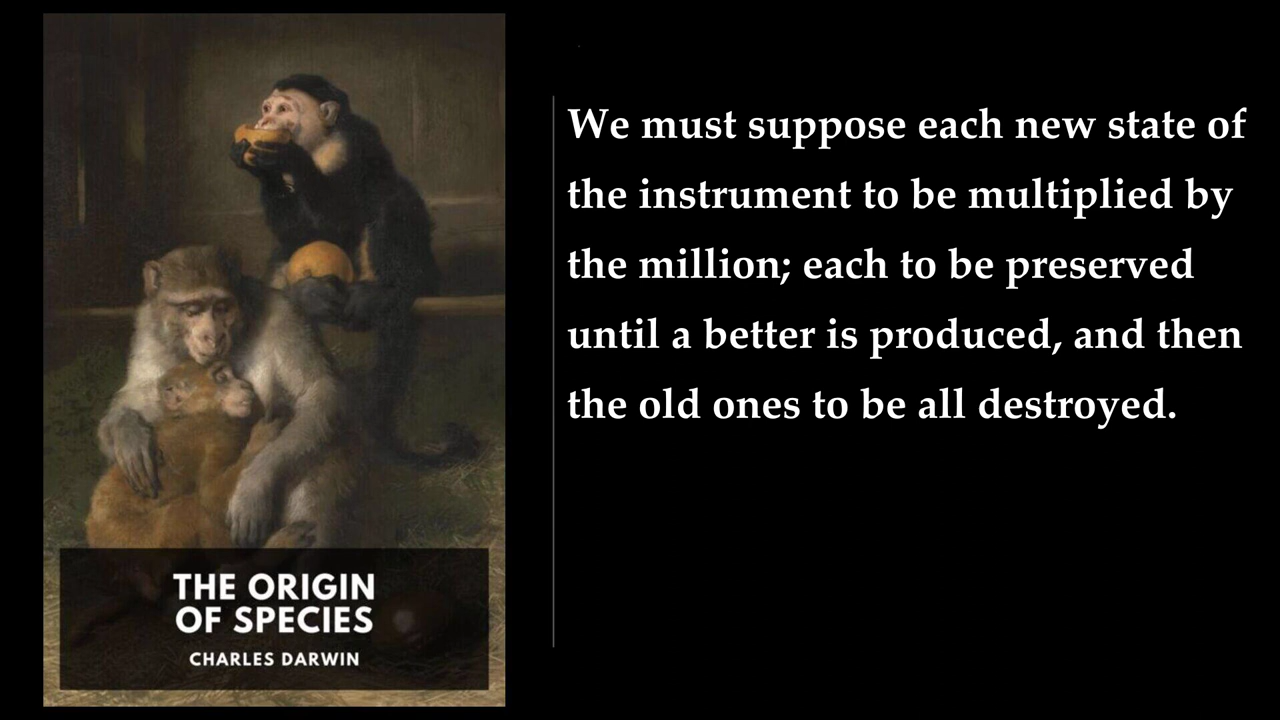 We must suppose each new state of
the instrument to be multiplied by
the million; each to be preserved
until a better is produced, and then
the old ones to be all destroyed.
THE ORIGIN
OF SPECIES
CHARLES DARWIN